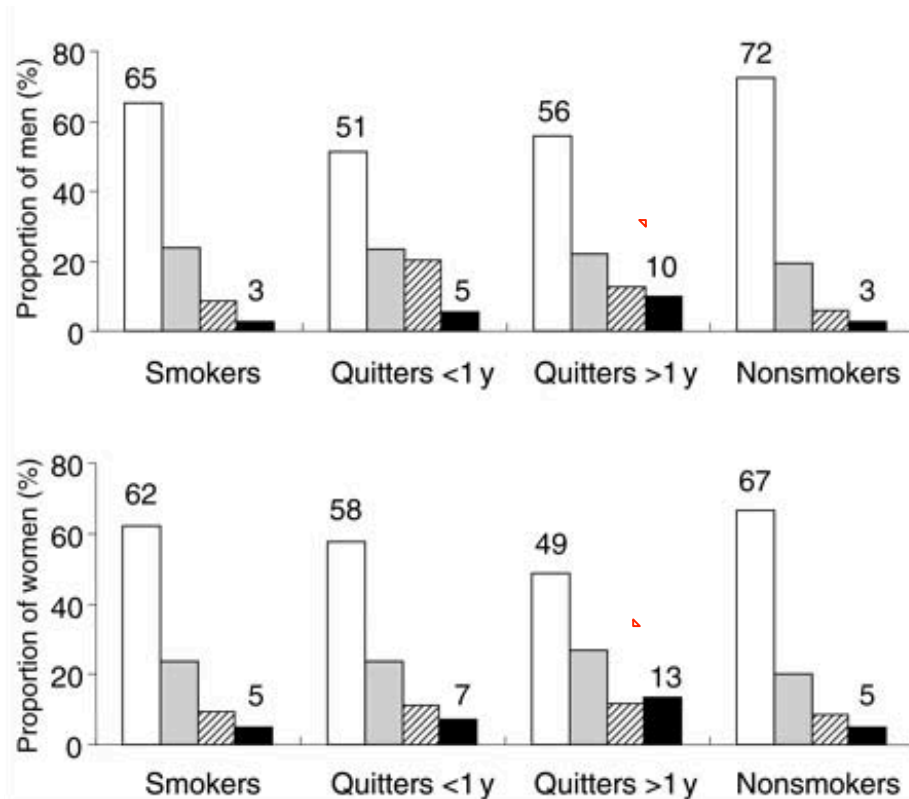 Proportion of men (%)
80
60
40
20
0
65
3
51
5
56
10
72
3
Smokers
Quitters <1 y
Quitters >1 y
Nonsmokers
Proportion of women (%)
80
60
40
20
0
62
5
58
7
49
13
67
5
Smokers
Quitters <1 y
Quitters >1 y
Nonsmokers